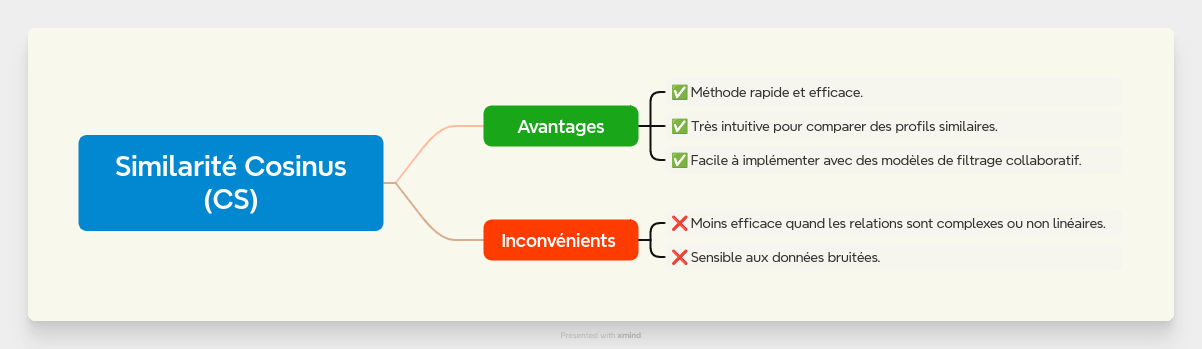 Similarité Cosinus
(CS)
Avantages
✅ Méthode rapide et efficace.
✅ Très intuitive pour comparer des profils similaires.
✅ Facile à implémenter avec des modèles de filtrage collaboratif.
Inconvénients
❌ Moins efficace quand les relations sont complexes ou non linéaires.
❌ Sensible aux données bruitées.
Presented with xmind